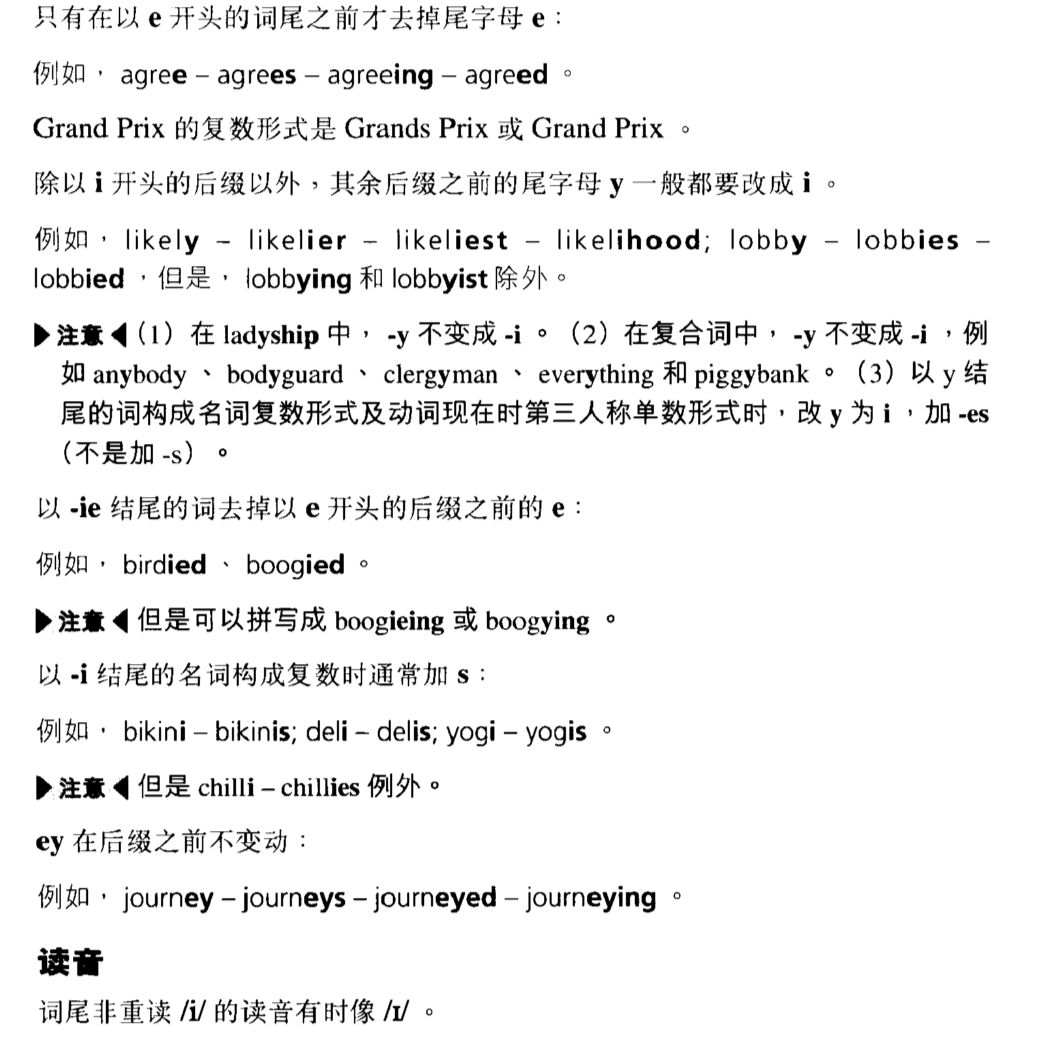 只有在以 e 开头的词尾之前才去掉尾字母 e：
例如，agree – agrees – agreeing – agreed 。
Grand Prix 的复数形式是 Grands Prix 或 Grand Prix 。
除以 i 开头的后缀以外，其余后缀之前的尾字母 y 一般都要改成 i 。
例如，likely – likelier – likeliest – likelihood; lobby – lobbies –
lobbied ，但是，lobbying 和 lobbyist 除外。
▶注意◀（1）在 ladyship 中，-y 不变成 -i 。（2）在复合词中，-y 不变成 -i ，例
如 anybody 、bodyguard 、clergyman 、everything 和 piggybank 。（3）以 y 结
尾的词构成名词复数形式及动词现在时第三人称单数形式时，改 y 为 i ，加 -es
（不是加 -s）。
以 -ie 结尾的词去掉以 e 开头的后缀之前的 e：
例如，birdied 、boogied 。
▶注意◀但是可以拼写成 boogieing 或 boogying 。
以 -i 结尾的名词构成复数时通常加 s：
例如，bikini – bikinis; deli – delis; yogi – yogis 。
▶注意◀但是 chilli – chillies 例外。
ey 在后缀之前不变动：
例如，journey – journeys – journeyed – journeying 。
读音
词尾非重读 /i/ 的读音有时像 /ɪ/ 。